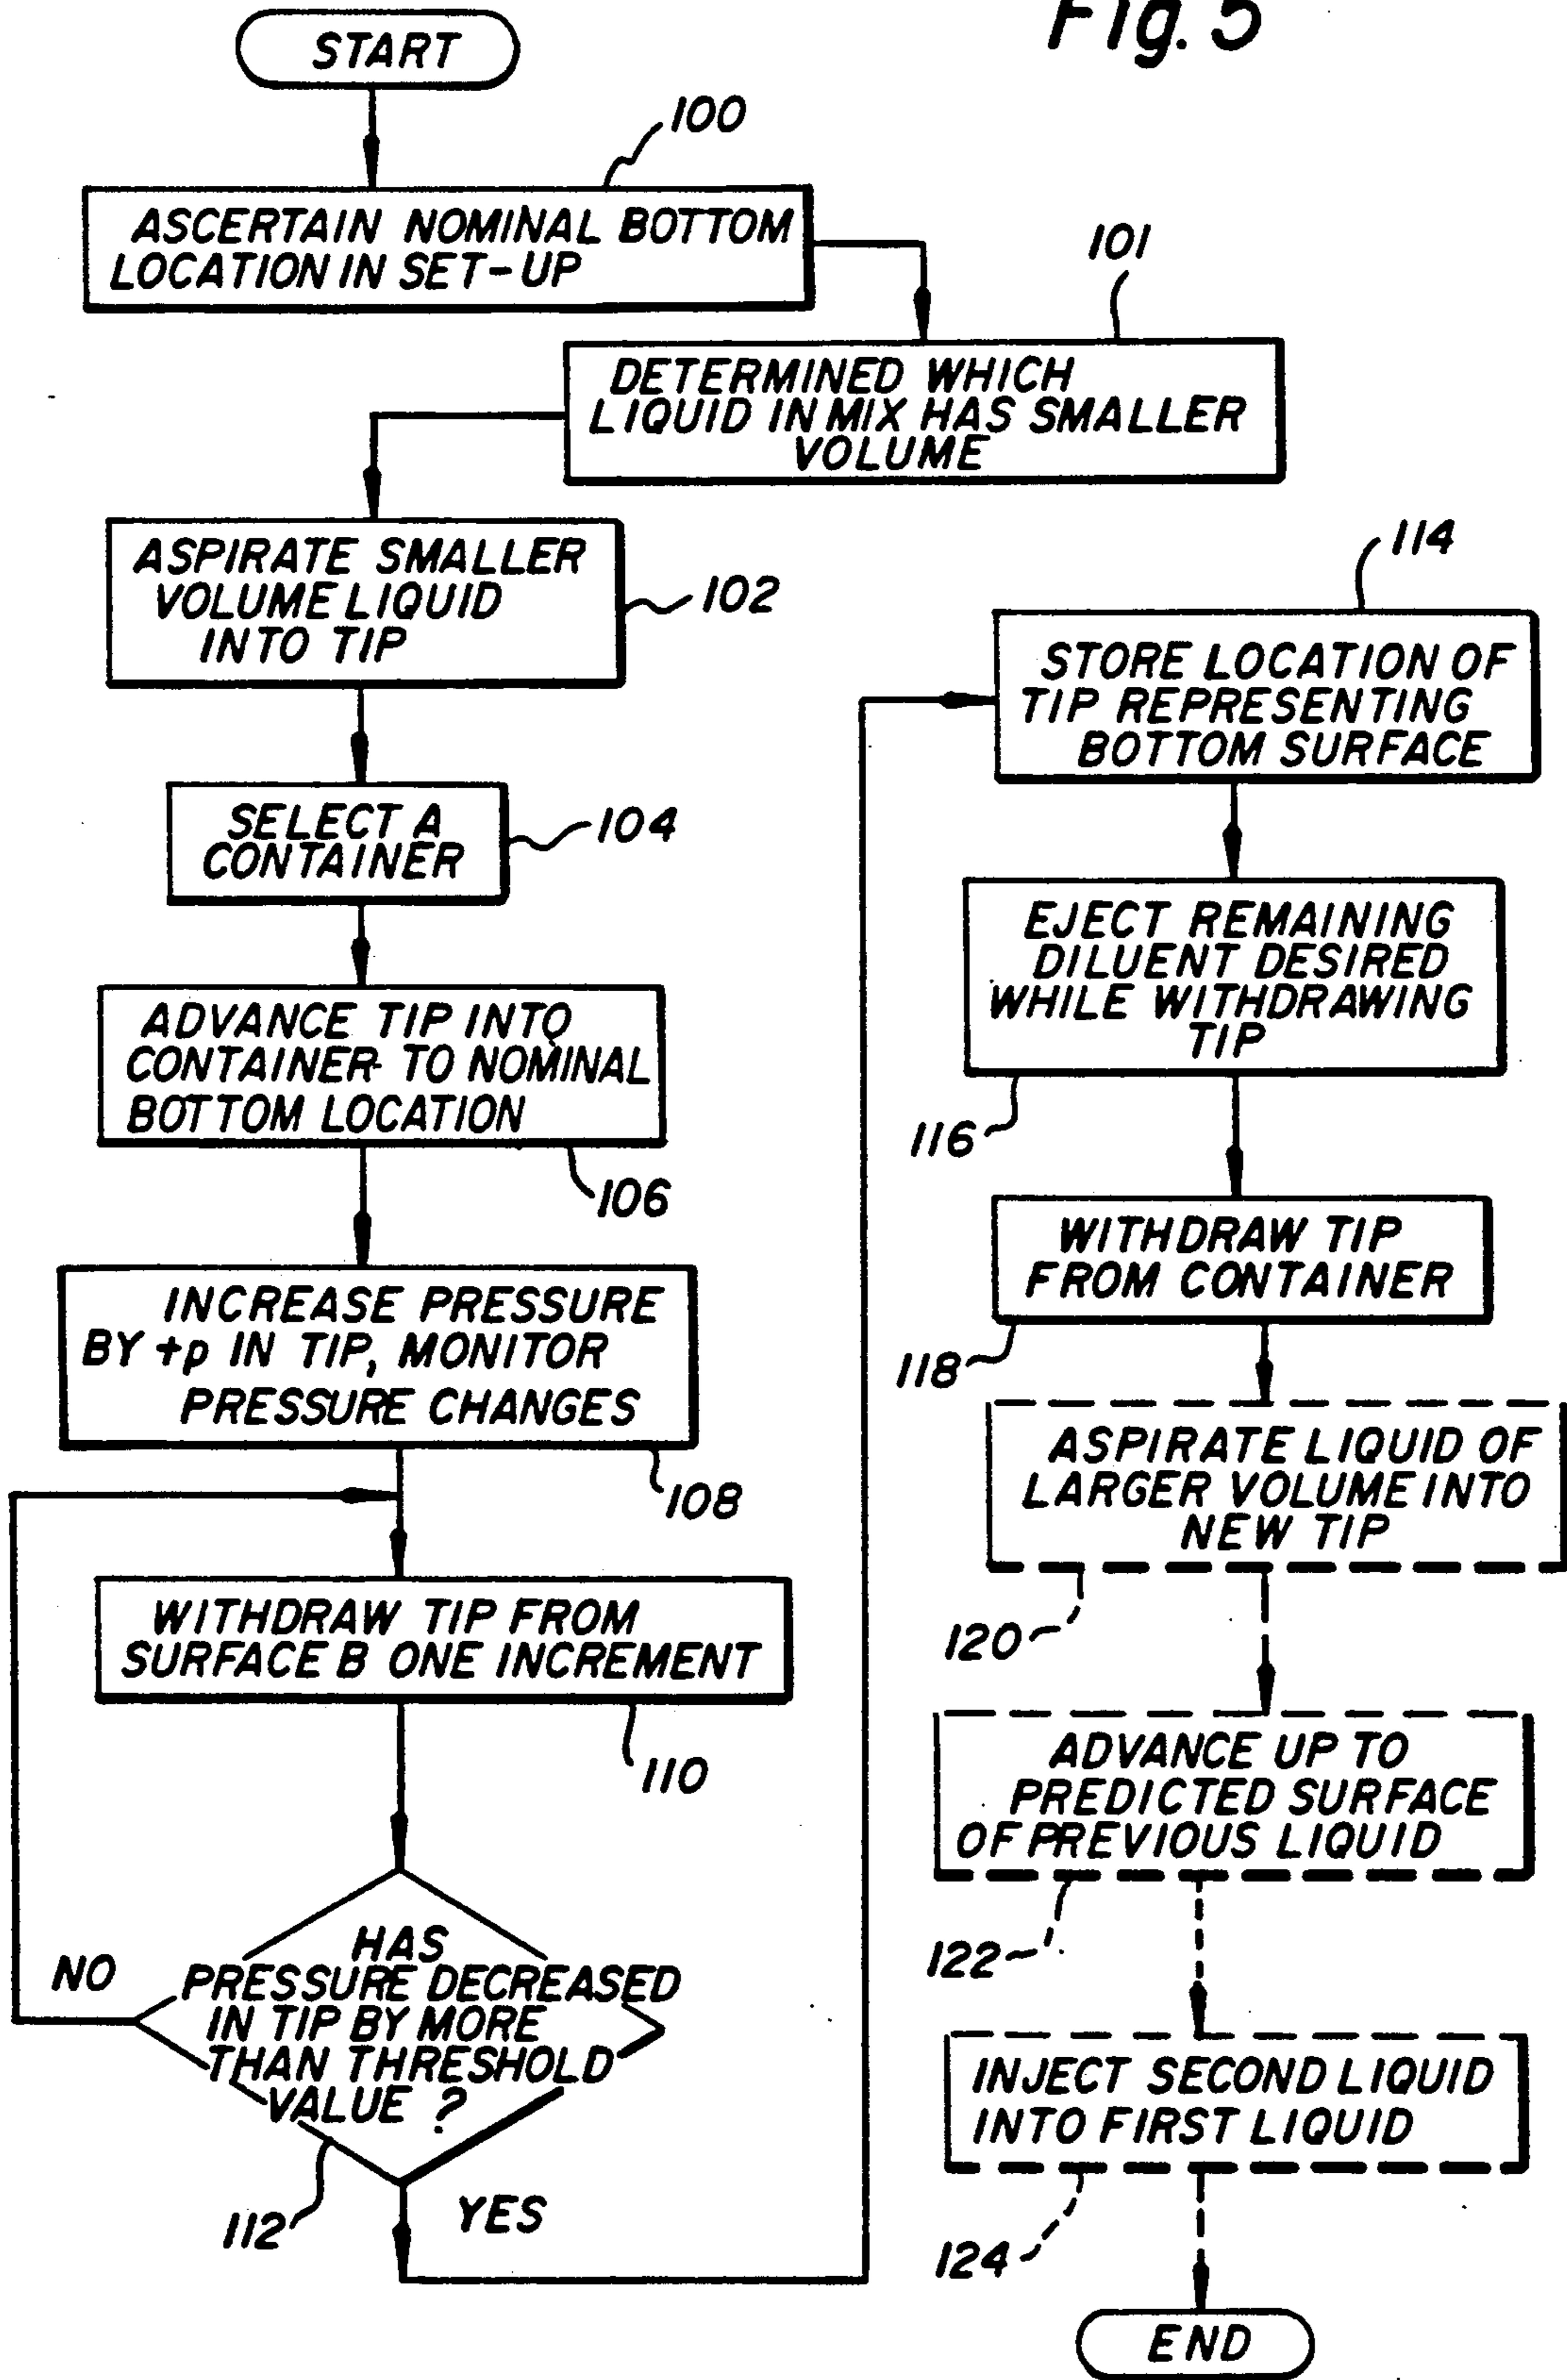 Fig. 5
START
100
ASCERTAIN NOMINAL BOTTOM
LOCATION IN SET-UP
101
DETERMINED WHICH
LIQUID IN MIX HAS SMALLER
VOLUME
ASPIRATE SMALLER
VOLUME LIQUID
INTO TIP
102
SELECT A
CONTAINER
104
ADVANCE TIP INTO
CONTAINER TO NOMINAL
BOTTOM LOCATION
106
INCREASE PRESSURE
BY +p IN TIP, MONITOR
PRESSURE CHANGES
108
WITHDRAW TIP FROM
SURFACE B ONE INCREMENT
110
HAS
PRESSURE DECREASED
IN TIP BY MORE
THAN THRESHOLD
VALUE ?
NO
112
YES
114
STORE LOCATION OF
TIP REPRESENTING
BOTTOM SURFACE
EJECT REMAINING
DILUENT DESIRED
WHILE WITHDRAWING
TIP
116
WITHDRAW TIP
FROM CONTAINER
118
ASPIRATE LIQUID OF
LARGER VOLUME INTO
NEW TIP
120
ADVANCE UP TO
PREDICTED SURFACE
OF PREVIOUS LIQUID
122
INJECT SECOND LIQUID
INTO FIRST LIQUID
124
END